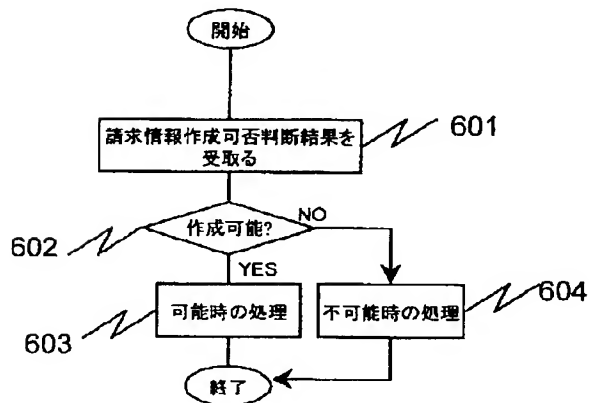 開始
請求情報作成可否判断結果を
受取る
601
作成可能?
NO
602
YES
可能時の処理
603
不可能時の処理
604
終了